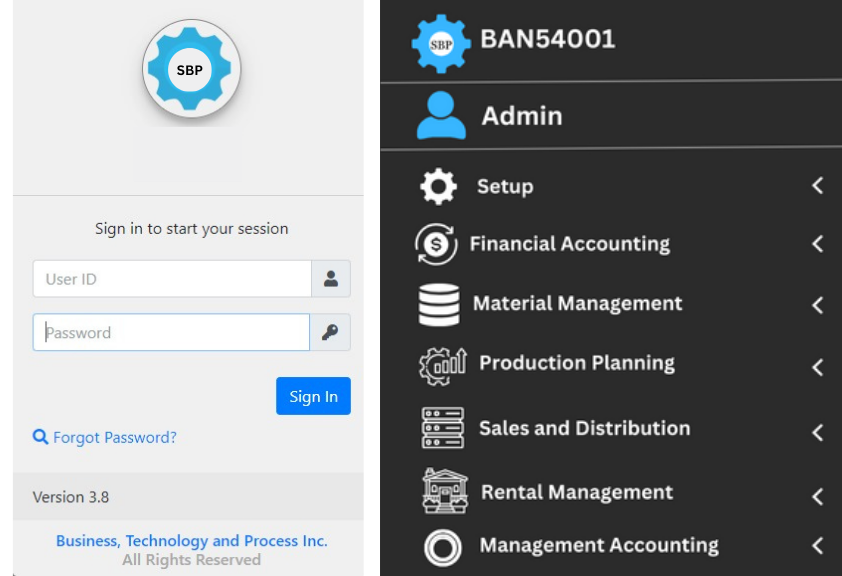 SBP
Sign in to start your session
User ID
Password
Sign In
Forgot Password?
Version 3.8
Business, Technology and Process Inc.
All Rights Reserved
SBP
BAN54001
Admin
Setup
Financial Accounting
Material Management
Production Planning
Sales and Distribution
Rental Management
Management Accounting